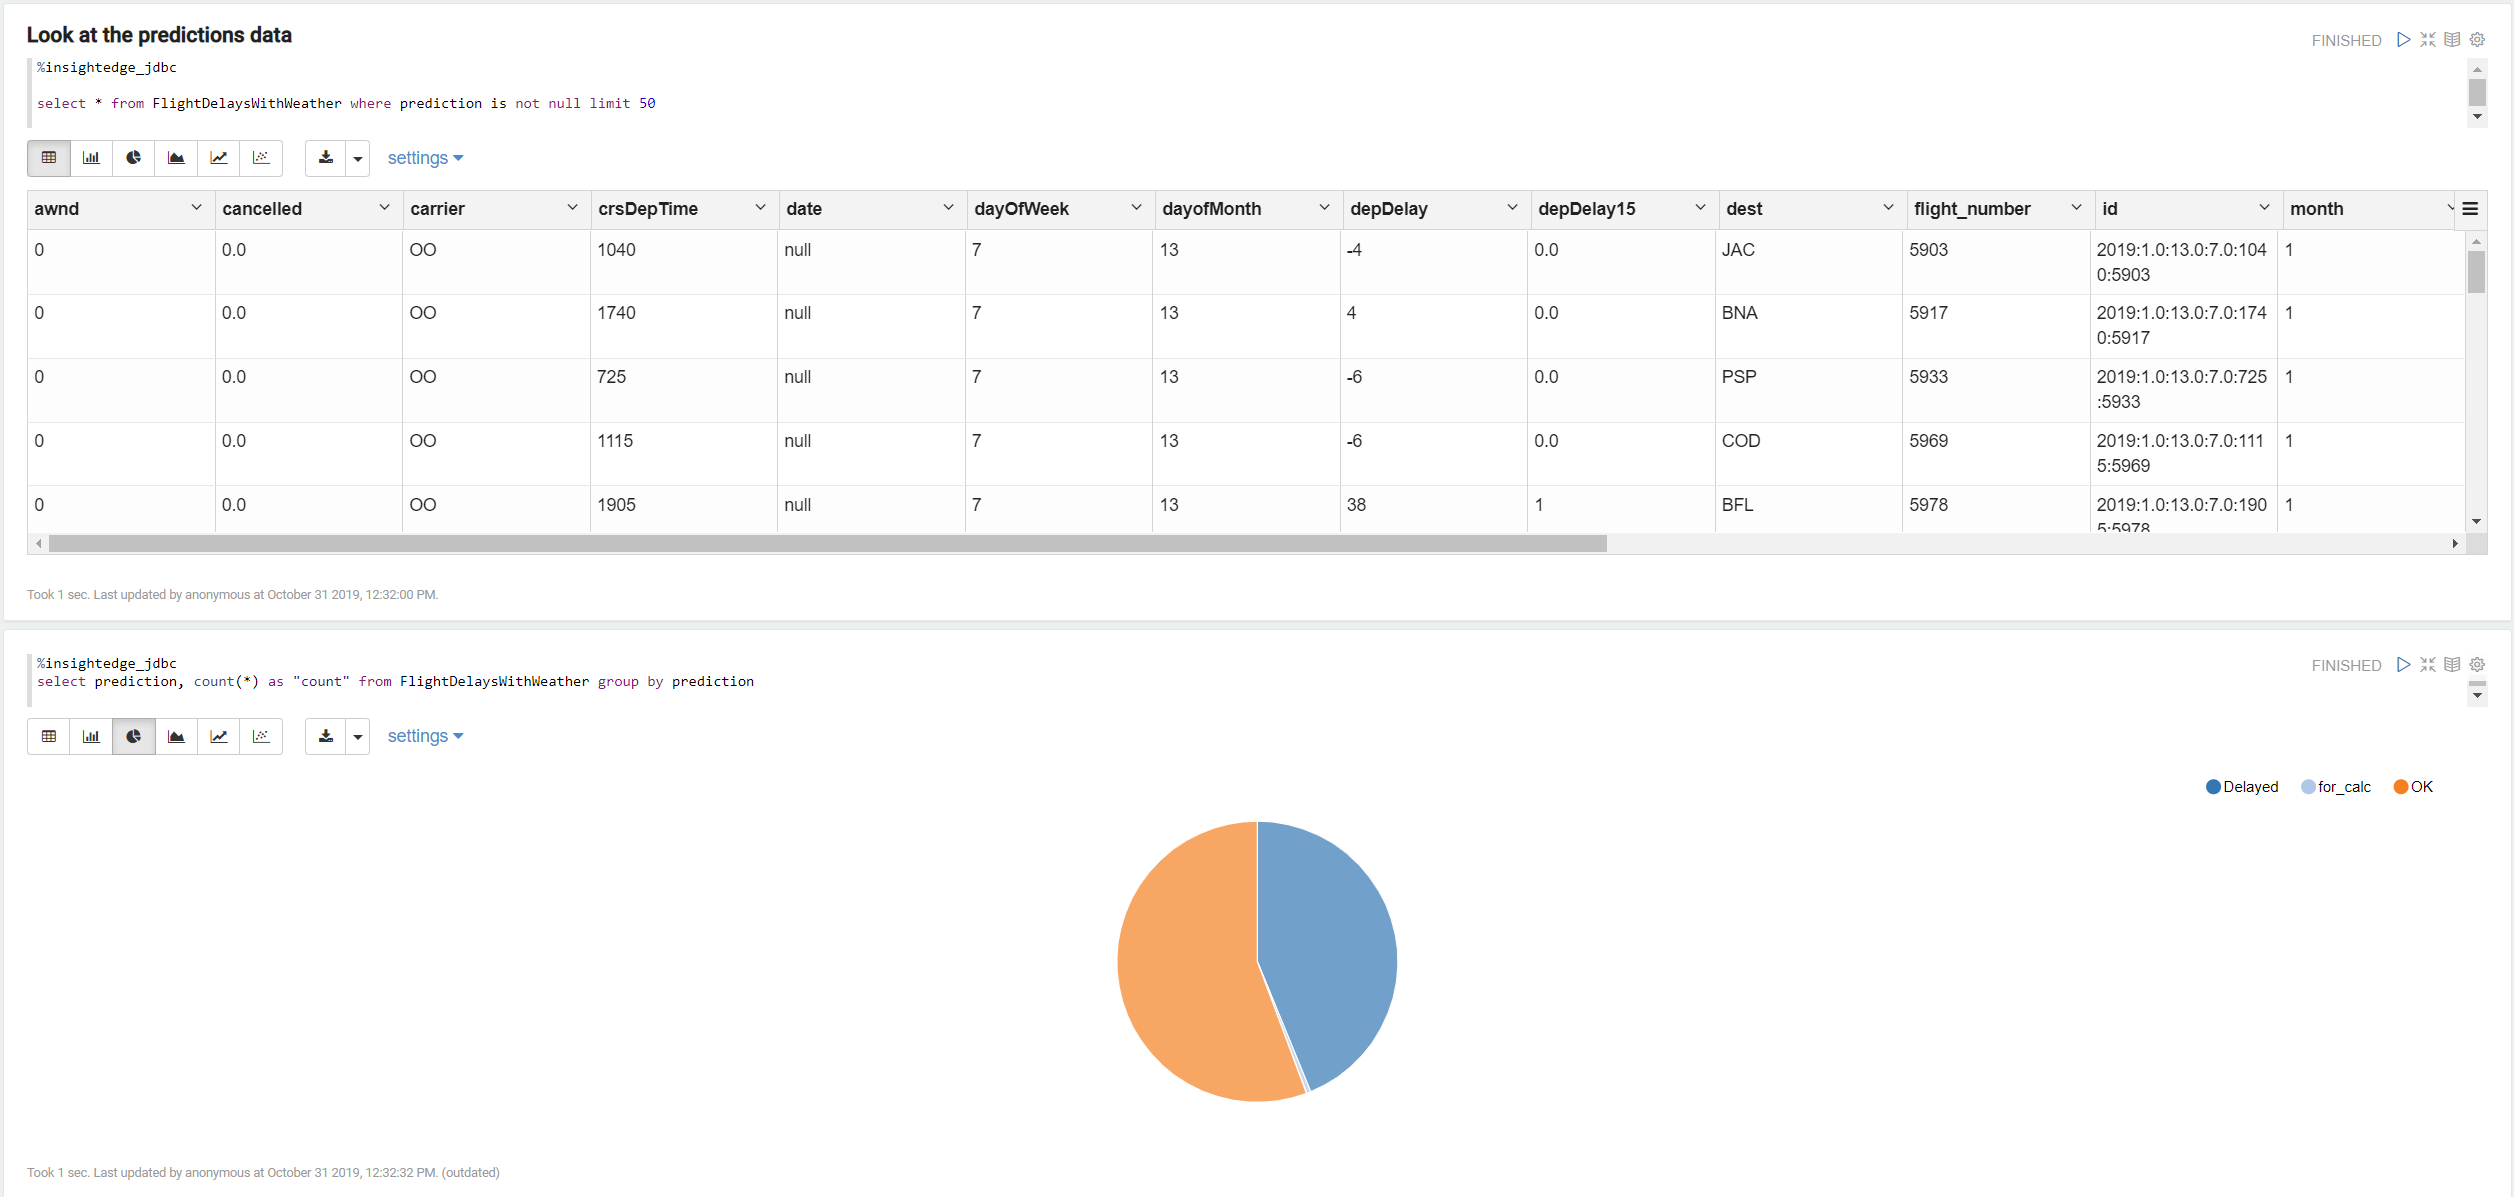 Look at the predictions data
FINISHED
%insightedge_jdbc
select * from FlightDelaysWithWeather where prediction is not null limit 50
settings
awnd cancelled carrier crsDepTime date dayOfWeek dayofMonth depDelay depDelay15 dest flight_number id month
0 0.0 OO 1040 null 7 13 -4 0.0 JAC 5903 2019:1.0:13.0:7.0:104 1
0:5903
0 0.0 OO 1740 null 7 13 4 0.0 BNA 5917 2019:1.0:13.0:7.0:174 1
0:5917
0 0.0 OO 725 null 7 13 -6 0.0 PSP 5933 2019:1.0:13.0:7.0:725 1
:5933
0 0.0 OO 1115 null 7 13 -6 0.0 COD 5969 2019:1.0:13.0:7.0:111 1
5:5969
0 0.0 OO 1905 null 7 13 38 1 BFL 5978 2019:1.0:13.0:7.0:190 1
5:5978
Took 1 sec. Last updated by anonymous at October 31 2019, 12:32:00 PM.
%insightedge_jdbc
FINISHED
select prediction, count(*) as "count" from FlightDelaysWithWeather group by prediction
settings
Delayed for_calc OK
Took 1 sec. Last updated by anonymous at October 31 2019, 12:32:32 PM. (outdated)